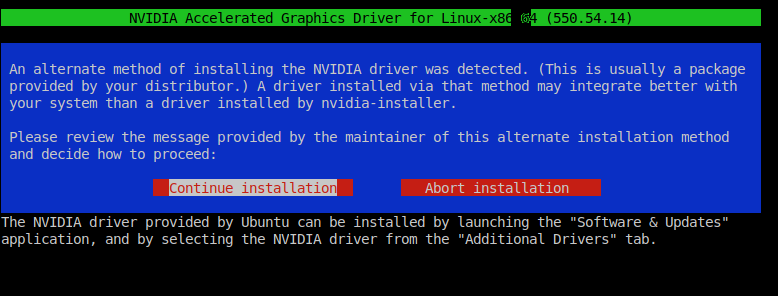 NVIDIA Accelerated Graphics Driver for Linux-x86_64 (550.54.14)
An alternate method of installing the NVIDIA driver was detected. (This is usually a package
provided by your distributor.) A driver installed via that method may integrate better with
your system than a driver installed by nvidia-installer.
Please review the message provided by the maintainer of this alternate installation method
and decide how to proceed:
Continue installation Abort installation
The NVIDIA driver provided by Ubuntu can be installed by launching the "Software & Updates"
application, and by selecting the NVIDIA driver from the "Additional Drivers" tab.